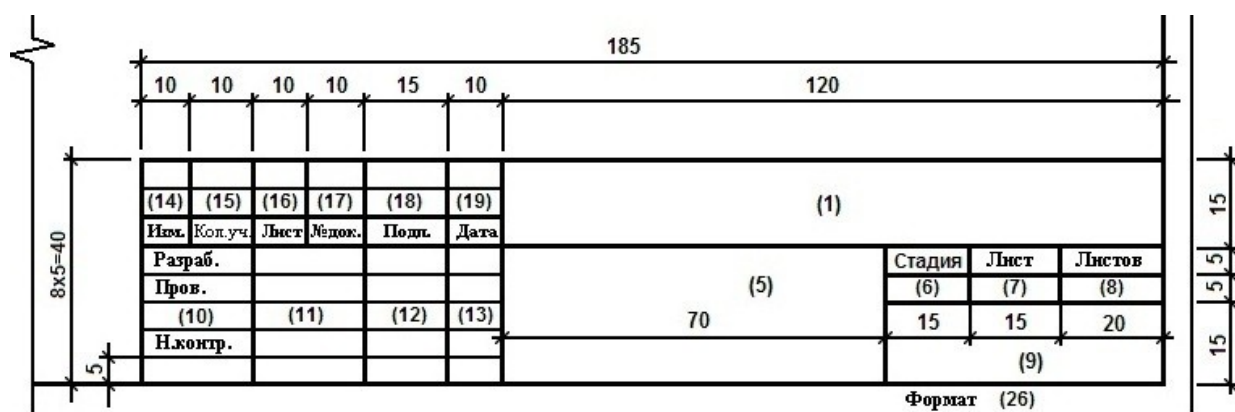 185
10 10 10 10 15 10 120
(14) (15) (16) (17) (18) (19) (1)
Изм. Кол.уч. Лист №док. Подп. Дата
15
Разраб. Стадия Лист Листов 5
Пров. (5) (6) (7) (8) 5
8x5=40
(10) (11) (12) (13) 70 15 15 20
Н.контр. 15
5 (9)
Формат (26)